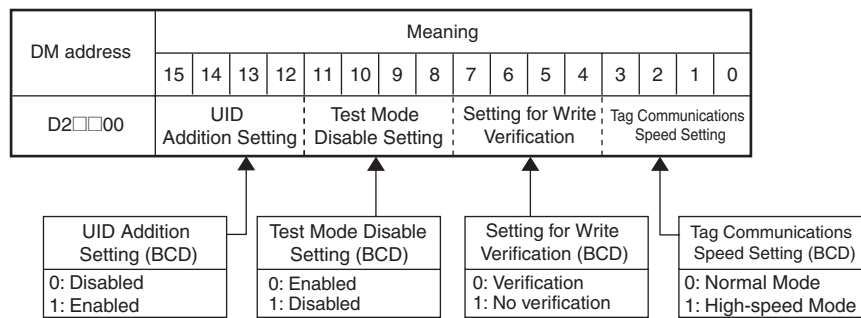 DM address
Meaning
15 14 13 12 11 10 9 8 7 6 5 4 3 2 1 0
D2□□00
UID
Addition Setting
Test Mode
Disable Setting
Setting for Write
Verification
Tag Communications
Speed Setting
UID Addition
Setting (BCD)
0: Disabled
1: Enabled
Test Mode Disable
Setting (BCD)
0: Enabled
1: Disabled
Setting for Write
Verification (BCD)
0: Verification
1: No verification
Tag Communications
Speed Setting (BCD)
0: Normal Mode
1: High-speed Mode